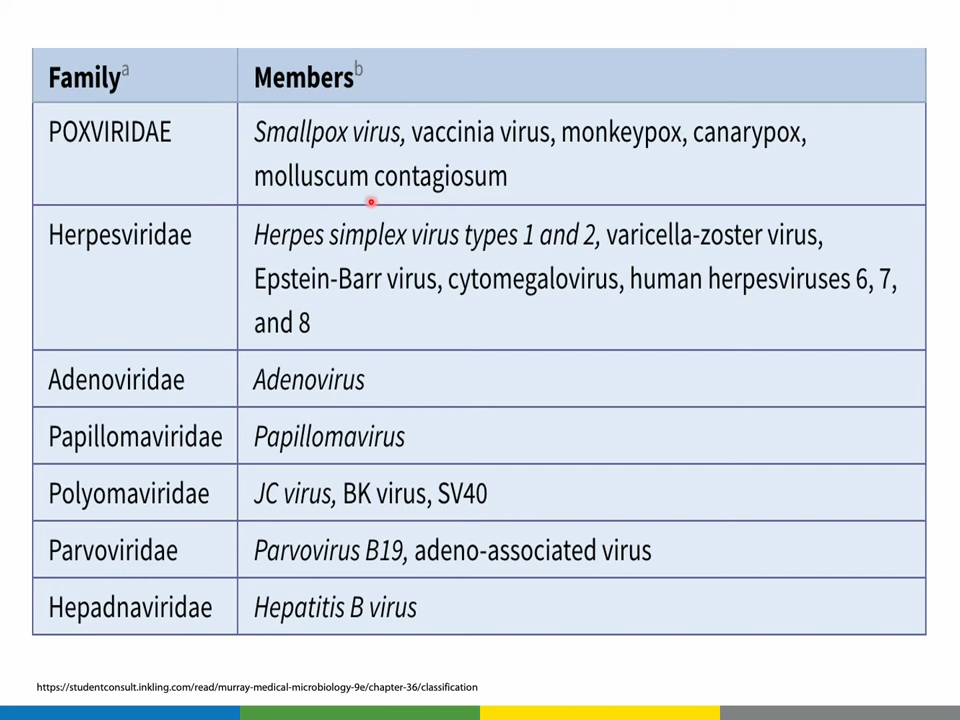 Familya Membersb
POXVIRIDAE Smallpox virus, vaccinia virus, monkeypox, canarypox,
molluscum contagiosum
Herpesviridae Herpes simplex virus types 1 and 2, varicella-zoster virus,
Epstein-Barr virus, cytomegalovirus, human herpesviruses 6, 7,
and 8
Adenoviridae Adenovirus
Papillomaviridae Papillomavirus
Polyomaviridae JC virus, BK virus, SV40
Parvoviridae Parvovirus B19, adeno-associated virus
Hepadnaviridae Hepatitis B virus
https://studentconsult.inkling.com/read/murray-medical-microbiology-9e/chapter-36/classification